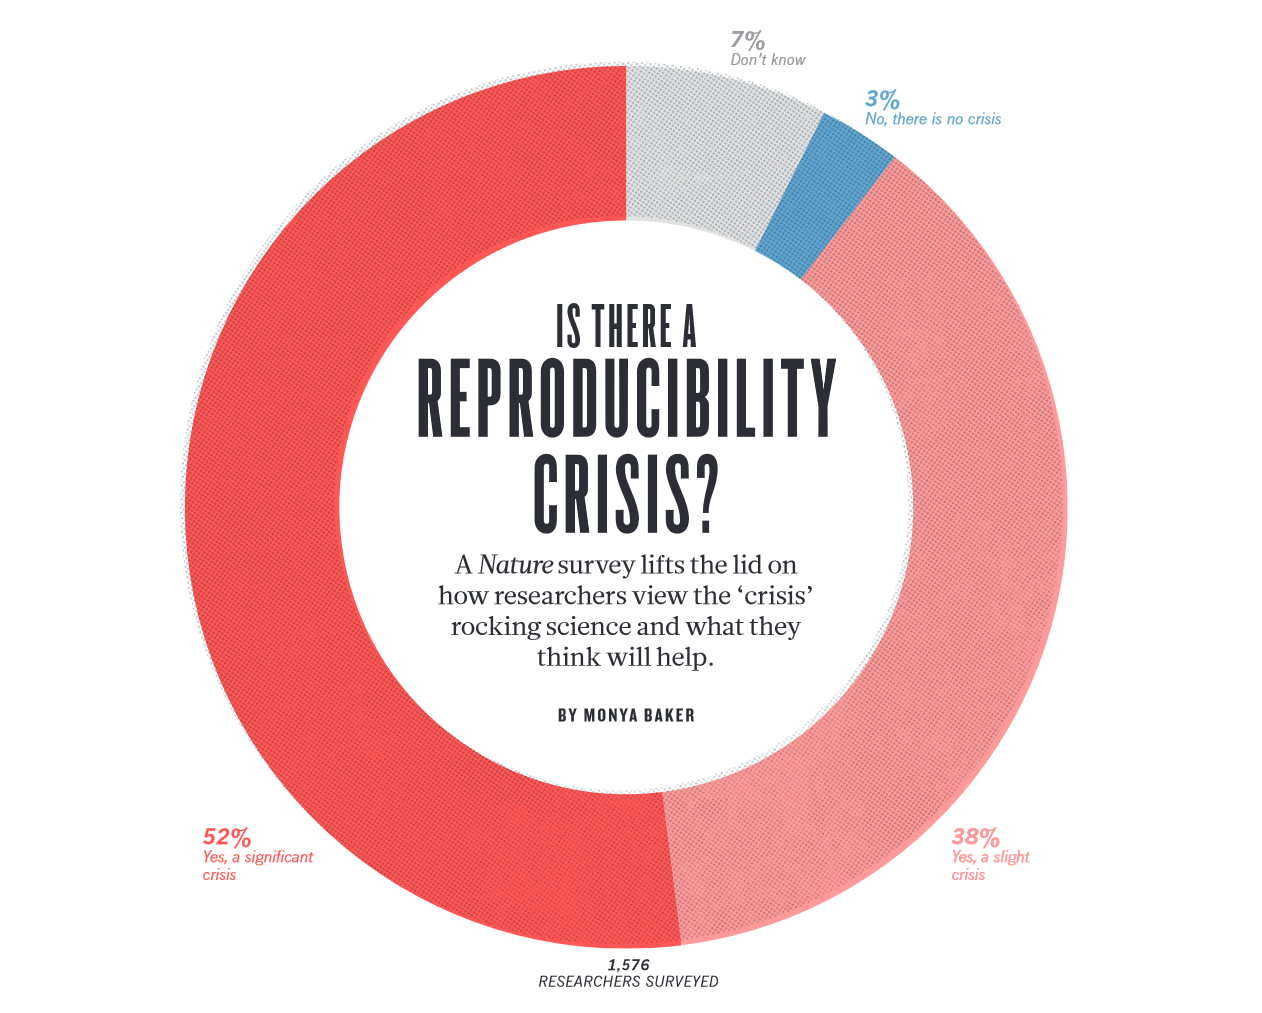 7%
Don't know
3%
No, there is no crisis
IS THERE A
REPRODUCIBILITY
CRISIS?
A Nature survey lifts the lid on
how researchers view the ‘crisis’
rocking science and what they
think will help.
BY MONYA BAKER
52%
Yes, a significant
crisis
38%
Yes, a slight
crisis
1,576
RESEARCHERS SURVEYED